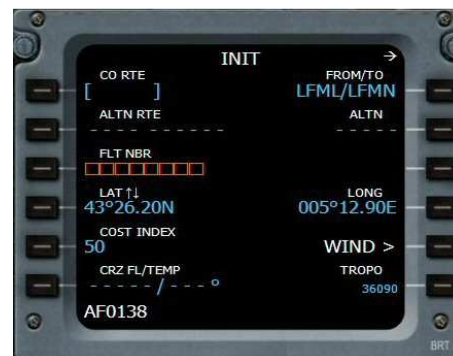 INIT →
CO RTE FROM/TO
[ ] LFML/LFMN
ALTN RTE ALTN
- - - - - - - - - - - - - - -
FLT NBR
□□□□□□□□
LAT ↑↓ LONG
43°26.20N 005°12.90E
COST INDEX
50 WIND >
CRZ FL/TEMP TROPO
- - - - - / - - - ° 36090
AF0138
BRT